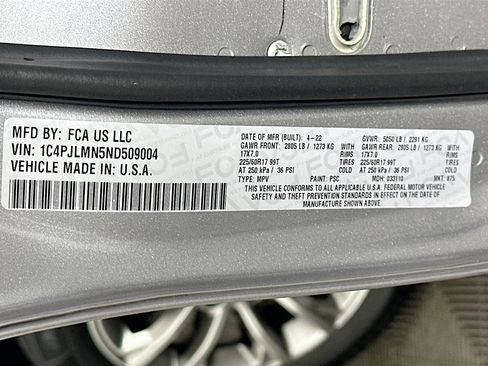 MFD BY: FCA US LLC
VIN: 1C4PJLMN5ND509004
VEHICLE MADE IN: U.S.A.
DATE OF MFR (BUILT): 4-22 GVWR: 5050 LB / 2291 KG
GAWR FRONT: 2805 LB / 1273 KG WITH GAWR REAR: 2805 LB / 1273 KG WITH
17X7.0 RIMS 17X7.0 RIMS
225/60R17 99T TIRES 225/60R17 99T TIRES
AT 250 kPa / 36 PSI COLD AT 250 kPa / 36 PSI COLD
TYPE: MPV PAINT: PSC MDH: 033110 MKT: 875
THIS VEHICLE CONFORMS TO ALL APPLICABLE U.S.A. FEDERAL MOTOR VEHICLE
SAFETY AND THEFT PREVENTION STANDARDS IN EFFECT ON THE DATE OF
MANUFACTURE SHOWN ABOVE.